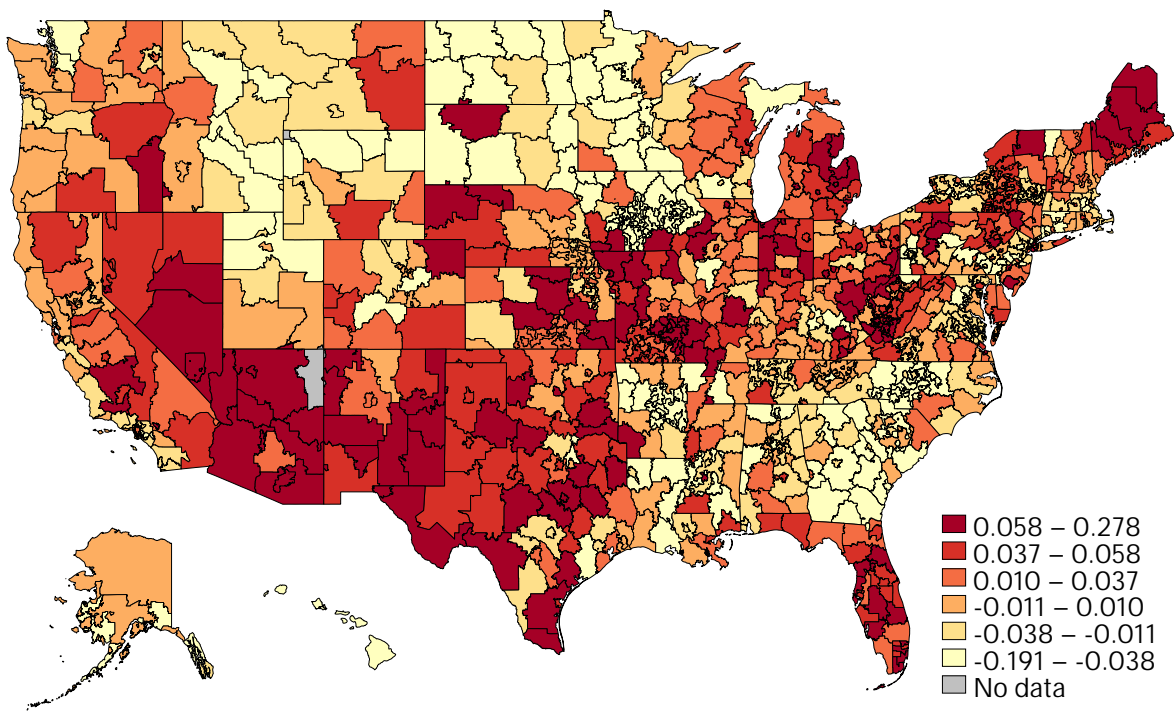 0.058 – 0.278
0.037 – 0.058
0.010 – 0.037
-0.011 – 0.010
-0.038 – -0.011
-0.191 – -0.038
No data